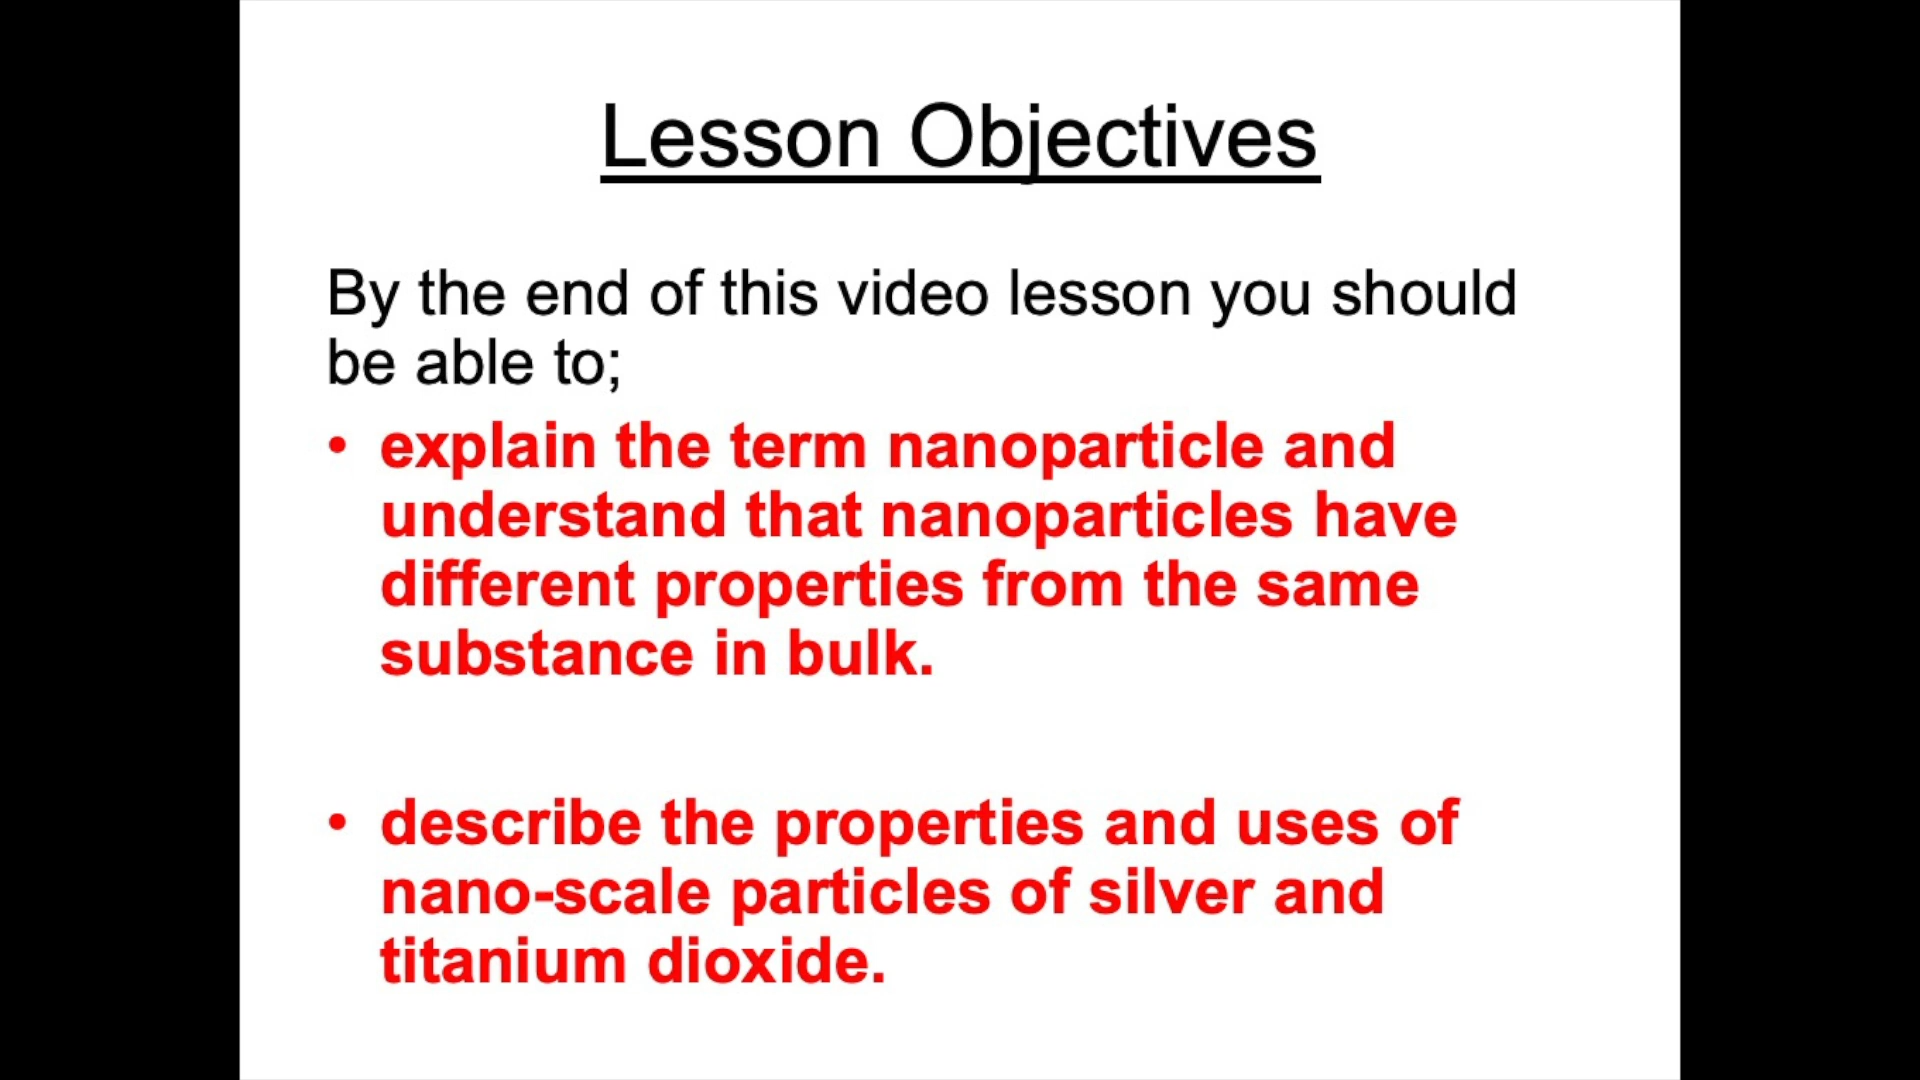 Lesson Objectives
By the end of this video lesson you should
be able to;
• explain the term nanoparticle and
understand that nanoparticles have
different properties from the same
substance in bulk.
• describe the properties and uses of
nano-scale particles of silver and
titanium dioxide.